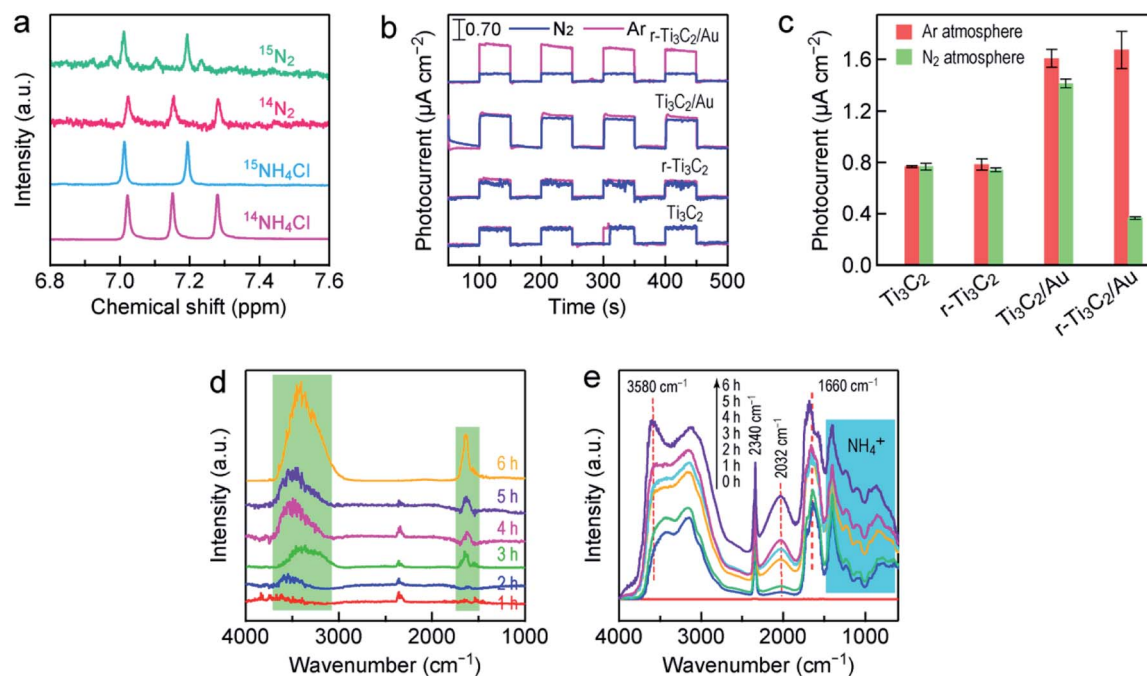 a
¹⁵N₂
¹⁴N₂
¹⁵NH₄Cl
¹⁴NH₄Cl
Intensity (a.u.)
6.8 7.0 7.2 7.4 7.6
Chemical shift (ppm)
b
0.70 N₂ Ar
r-Ti₃C₂/Au
Ti₃C₂/Au
r-Ti₃C₂
Ti₃C₂
Photocurrent (μA cm⁻²)
100 200 300 400 500
Time (s)
c
Ar atmosphere
N₂ atmosphere
Photocurrent (μA cm⁻²)
1.6
1.2
0.8
0.4
0.0
Ti₃C₂
r-Ti₃C₂
Ti₃C₂/Au
r-Ti₃C₂/Au
d
6 h
5 h
4 h
3 h
2 h
1 h
Intensity (a.u.)
4000 3000 2000 1000
Wavenumber (cm⁻¹)
e
3580 cm⁻¹
6 h
5 h
4 h
3 h
2 h
1 h
0 h
2340 cm⁻¹
2032 cm⁻¹
1660 cm⁻¹
NH₄⁺
Intensity (a.u.)
4000 3000 2000 1000
Wavenumber (cm⁻¹)